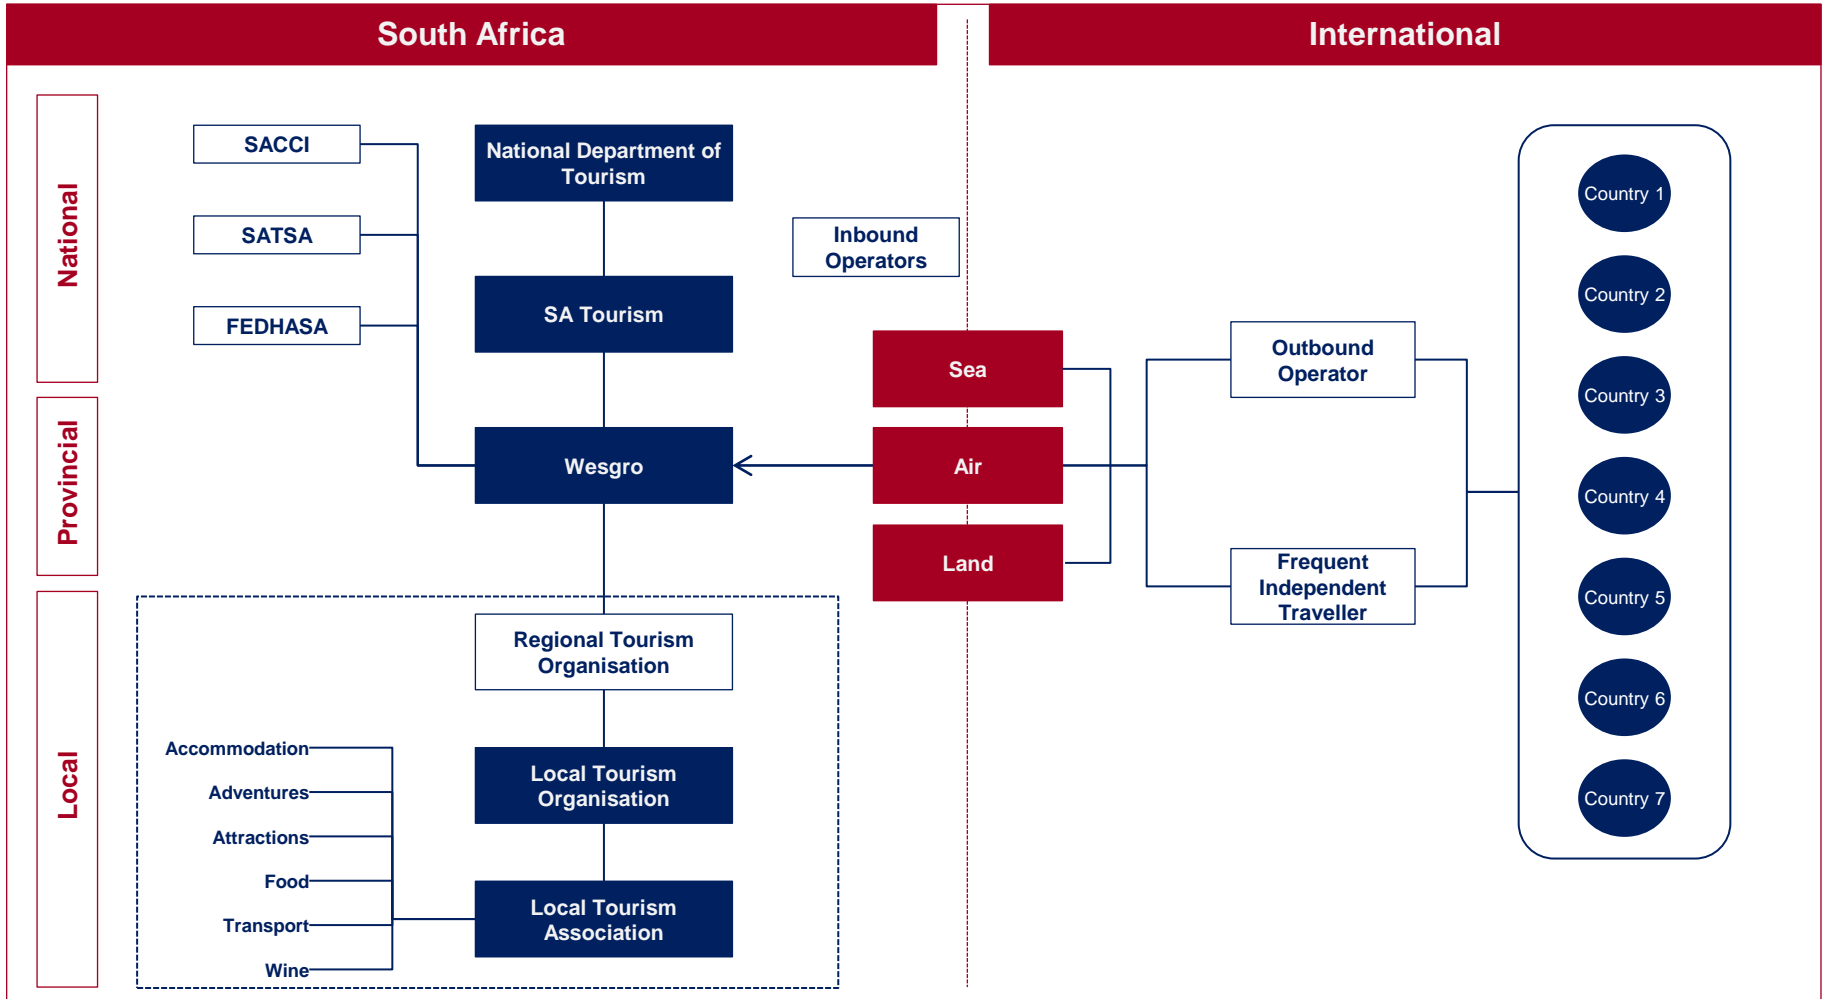 South Africa
International
National
SACCI
SATSA
FEDHASA
National Department of
Tourism
SA Tourism
Inbound
Operators
Provincial
Wesgro
Sea
Air
Land
Outbound
Operator
Frequent
Independent
Traveller
Country 1
Country 2
Country 3
Country 4
Country 5
Country 6
Country 7
Local
Regional Tourism
Organisation
Local Tourism
Organisation
Local Tourism
Association
Accommodation
Adventures
Attractions
Food
Transport
Wine